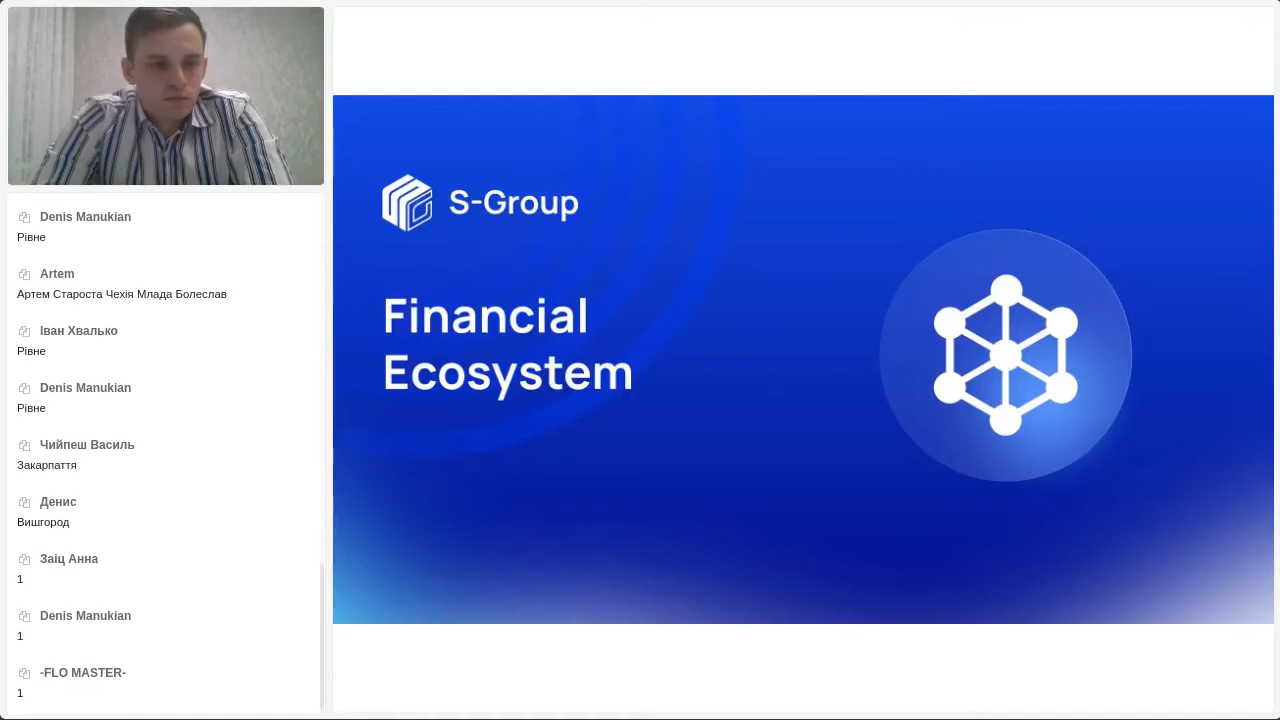 Denis Manukian
Рівне
Artem
Артем Староста Чехія Млада Болеслав
Іван Хвалько
Рівне
Denis Manukian
Рівне
Чийпеш Василь
Закарпаття
Денис
Вишгород
Заіц Анна
1
Denis Manukian
1
-FLO MASTER-
1
S-Group
Financial
Ecosystem